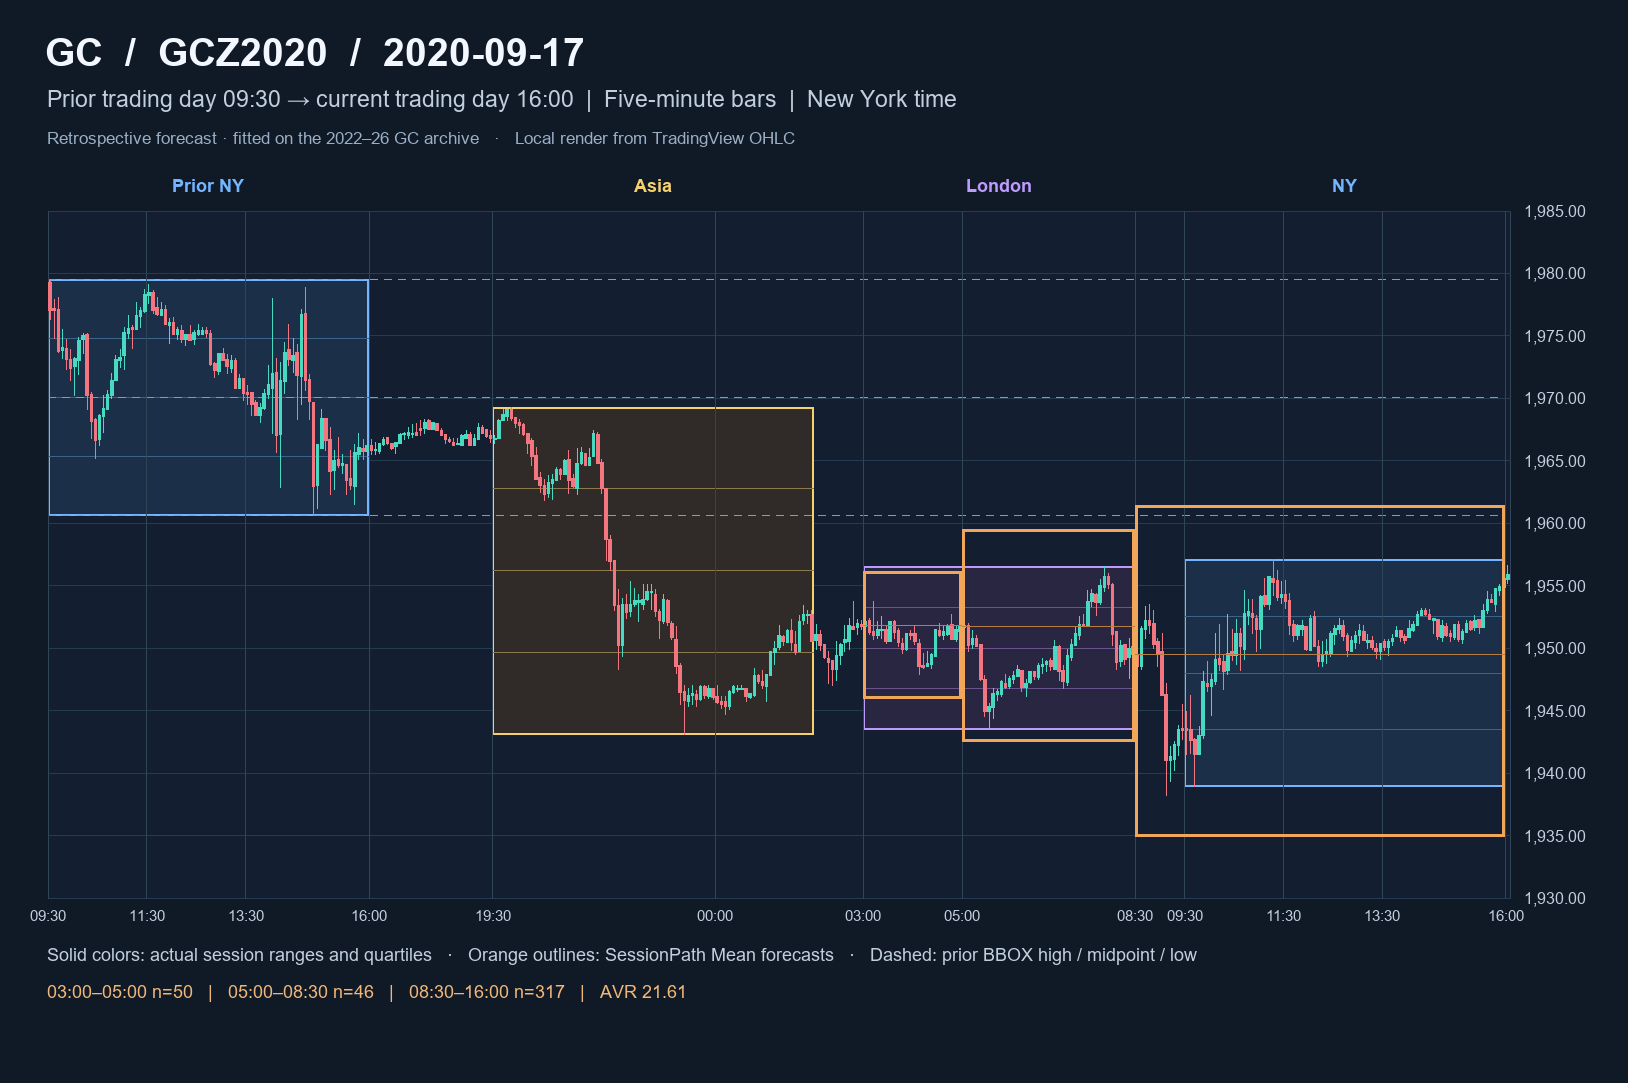 GC / GCZ2020 / 2020-09-17
Prior trading day 09:30 → current trading day 16:00 | Five-minute bars | New York time
Retrospective forecast · fitted on the 2022–26 GC archive · Local render from TradingView OHLC
Prior NY Asia London NY
1,985.00
1,980.00
1,975.00
1,970.00
1,965.00
1,960.00
1,955.00
1,950.00
1,945.00
1,940.00
1,935.00
1,930.00
09:30 11:30 13:30 16:00 19:30 00:00 03:00 05:00 08:30 09:30 11:30 13:30 16:00
Solid colors: actual session ranges and quartiles · Orange outlines: SessionPath Mean forecasts · Dashed: prior BBOX high / midpoint / low
03:00–05:00 n=50 | 05:00–08:30 n=46 | 08:30–16:00 n=317 | AVR 21.61